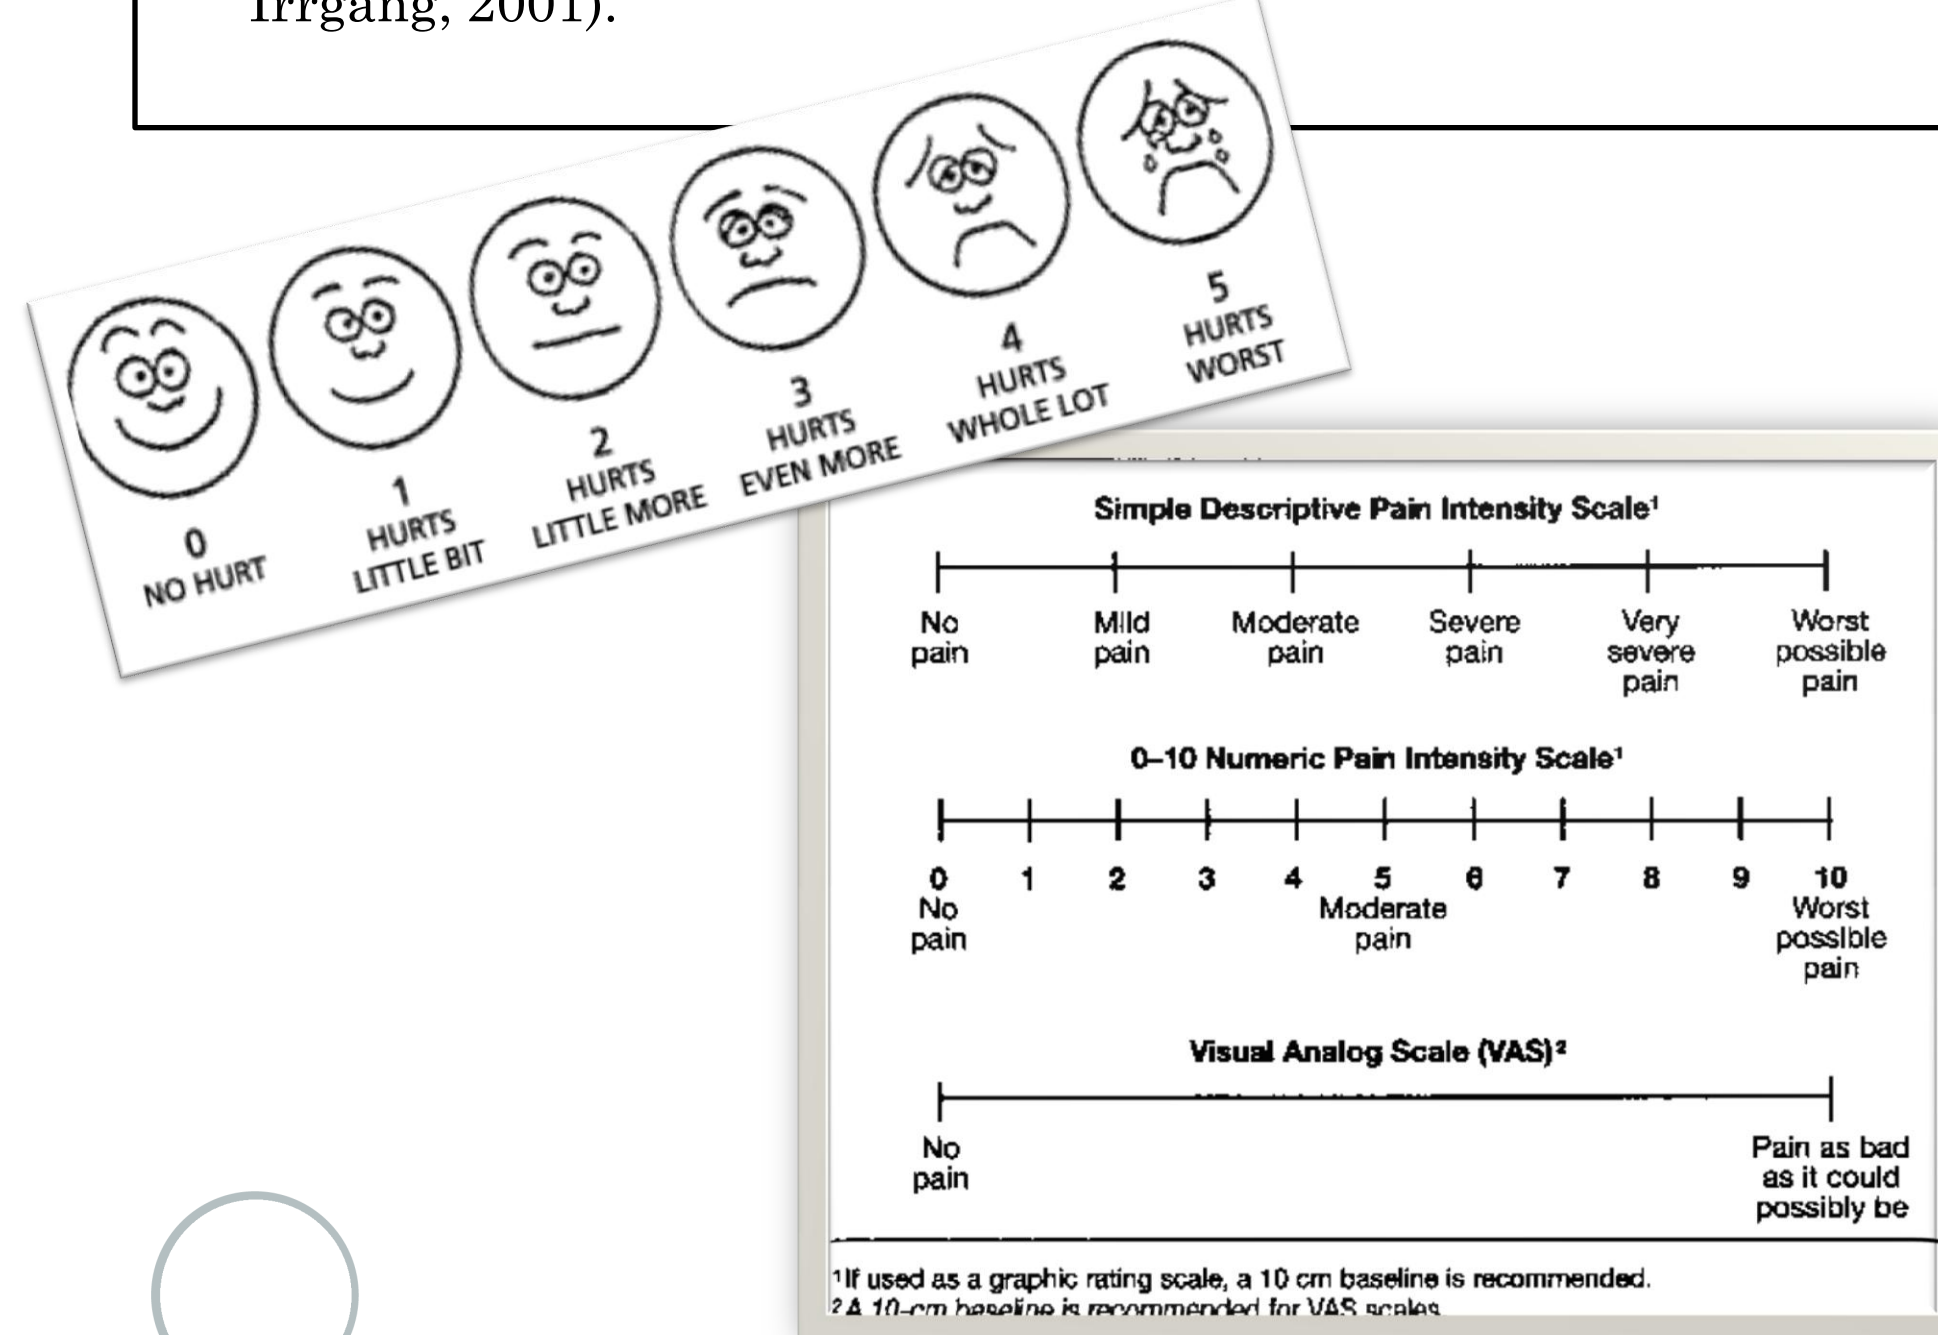 Irrgang, 2001).
0
NO HURT
1
HURTS
LITTLE BIT
2
HURTS
LITTLE MORE
3
HURTS
EVEN MORE
4
HURTS
WHOLE LOT
5
HURTS
WORST
Simple Descriptive Pain Intensity Scale¹
No pain
Mild pain
Moderate pain
Severe pain
Very severe pain
Worst possible pain
0–10 Numeric Pain Intensity Scale¹
0 1 2 3 4 5 6 7 8 9 10
No pain
Moderate pain
Worst possible pain
Visual Analog Scale (VAS)²
No pain
Pain as bad as it could possibly be
¹If used as a graphic rating scale, a 10 cm baseline is recommended.
²A 10-cm baseline is recommended for VAS scales